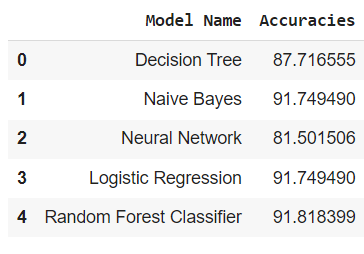 Model Name Accuracies
0 Decision Tree 87.716555
1 Naive Bayes 91.749490
2 Neural Network 81.501506
3 Logistic Regression 91.749490
4 Random Forest Classifier 91.818399